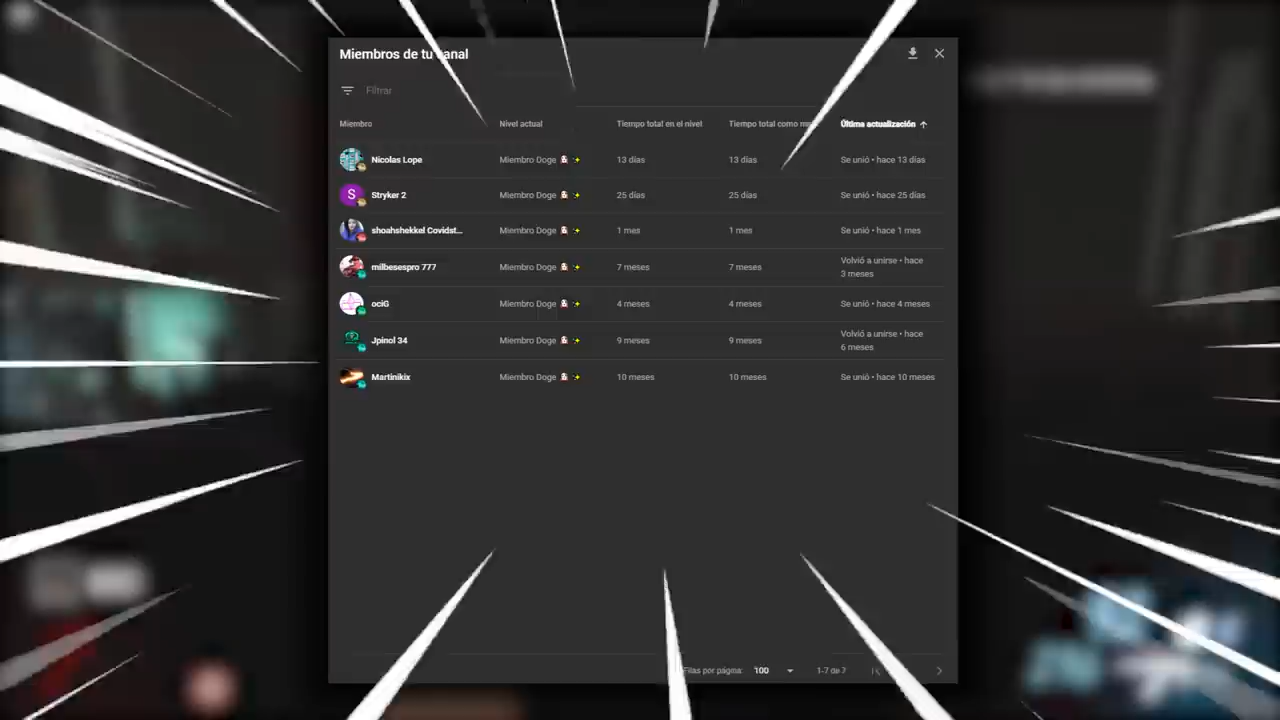 Miembros de tu canal
Filtrar
Miembro Nivel actual Tiempo total en el nivel Tiempo total como Última actualización
Nicolas Lope Miembro Doge 13 días 13 días Se unió • hace 13 días
Stryker 2 Miembro Doge 25 días 25 días Se unió • hace 25 días
shoahshekkel Covidst... Miembro Doge 1 mes 1 mes Se unió • hace 1 mes
milbesespro 777 Miembro Doge 7 meses 7 meses Volvió a unirse • hace
3 meses
ociG Miembro Doge 4 meses 4 meses Se unió • hace 4 meses
Jpinol 34 Miembro Doge 9 meses 9 meses Volvió a unirse • hace
6 meses
Martinikix Miembro Doge 10 meses 10 meses Se unió • hace 10 meses
Filas por página: 100 1-7 de 7